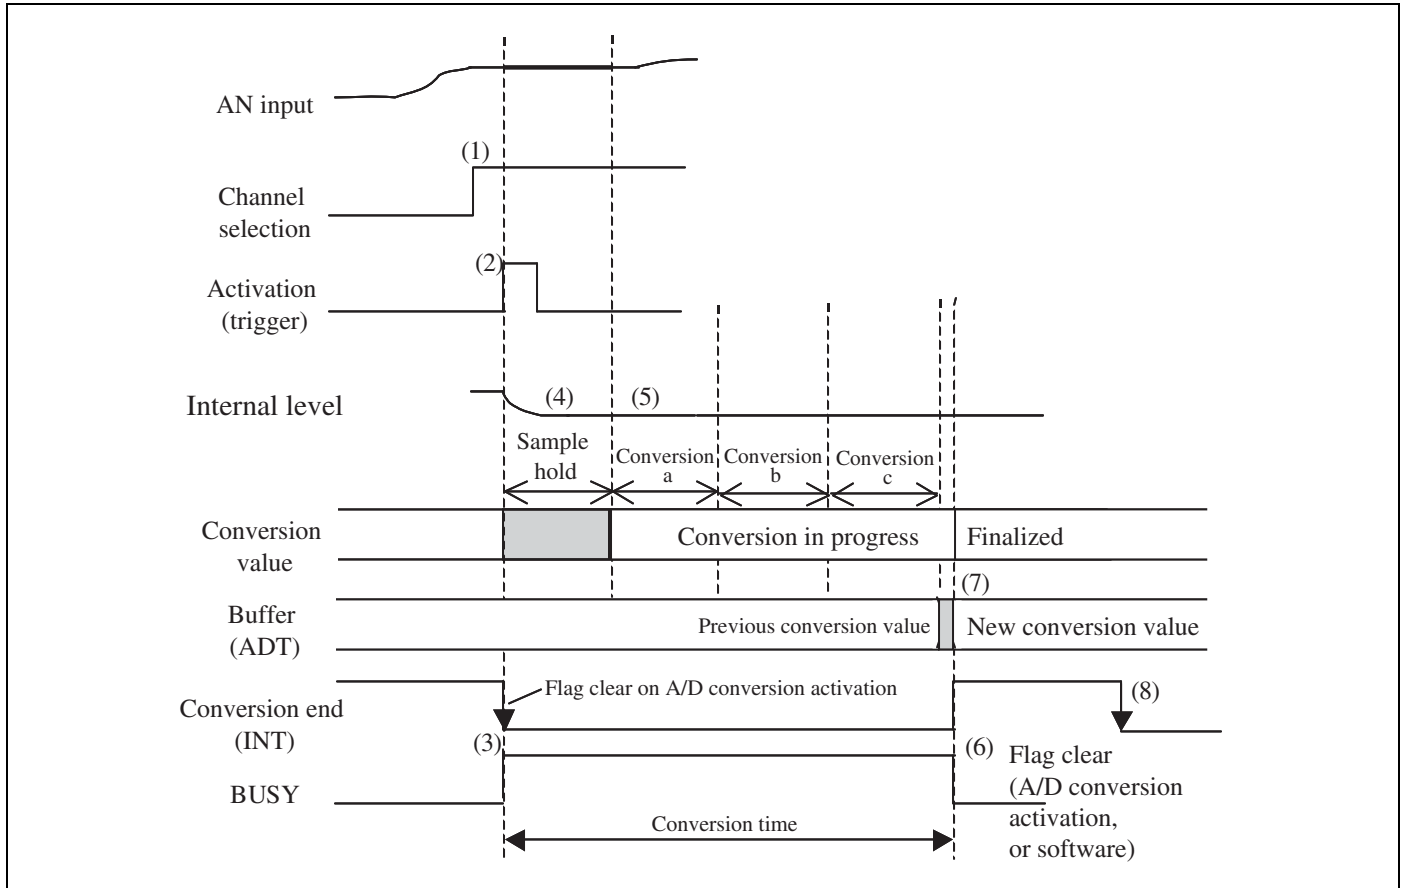 AN input
(1)
Channel
selection
(2)
Activation
(trigger)
Internal level
(4)
(5)
Sample
hold
Conversion
a
Conversion
b
Conversion
c
Conversion
value
Conversion in progress
Finalized
(7)
Buffer
(ADT)
Previous conversion value
New conversion value
Flag clear on A/D conversion activation
(8)
Conversion end
(INT)
(3)
(6)
Flag clear
(A/D conversion
activation,
or software)
BUSY
Conversion time